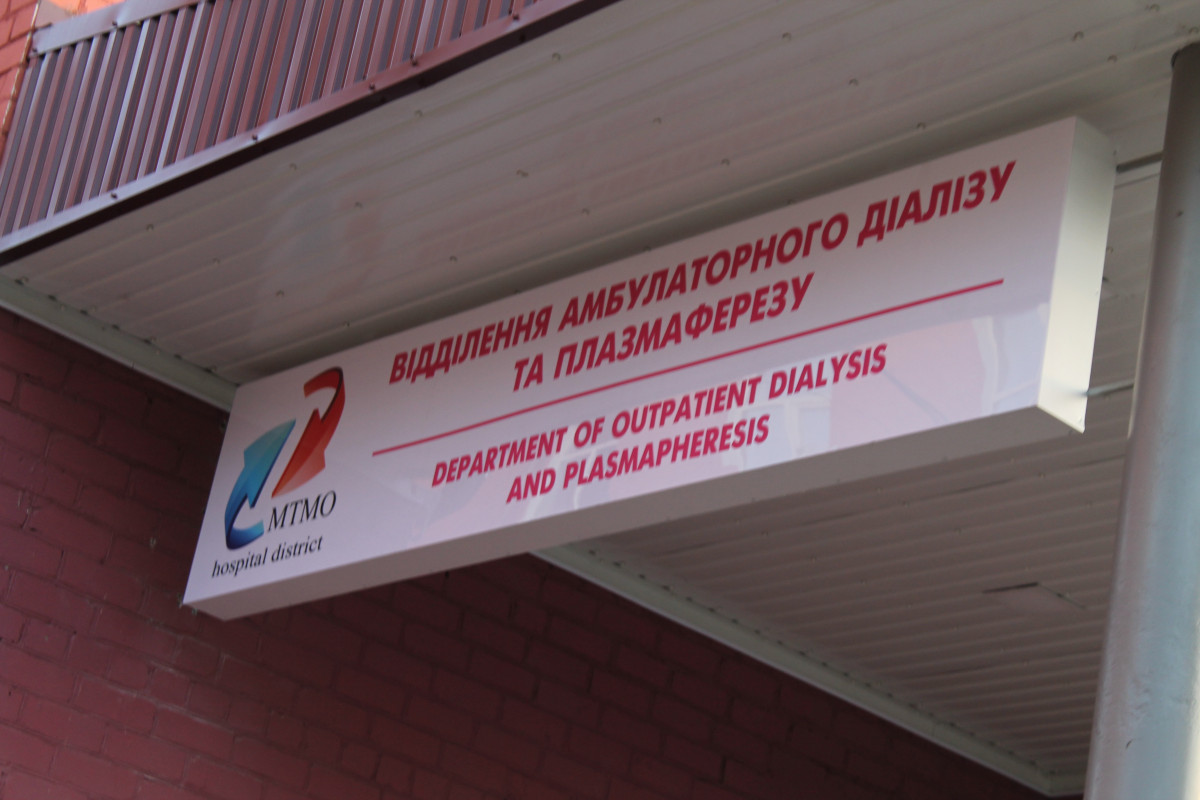 ВІДДІЛЕННЯ АМБУЛАТОРНОГО ДІАЛІЗУ
ТА ПЛАЗМАФЕРЕЗУ
DEPARTMENT OF OUTPATIENT DIALYSIS
AND PLASMAPHERESIS
MTMO
hospital district